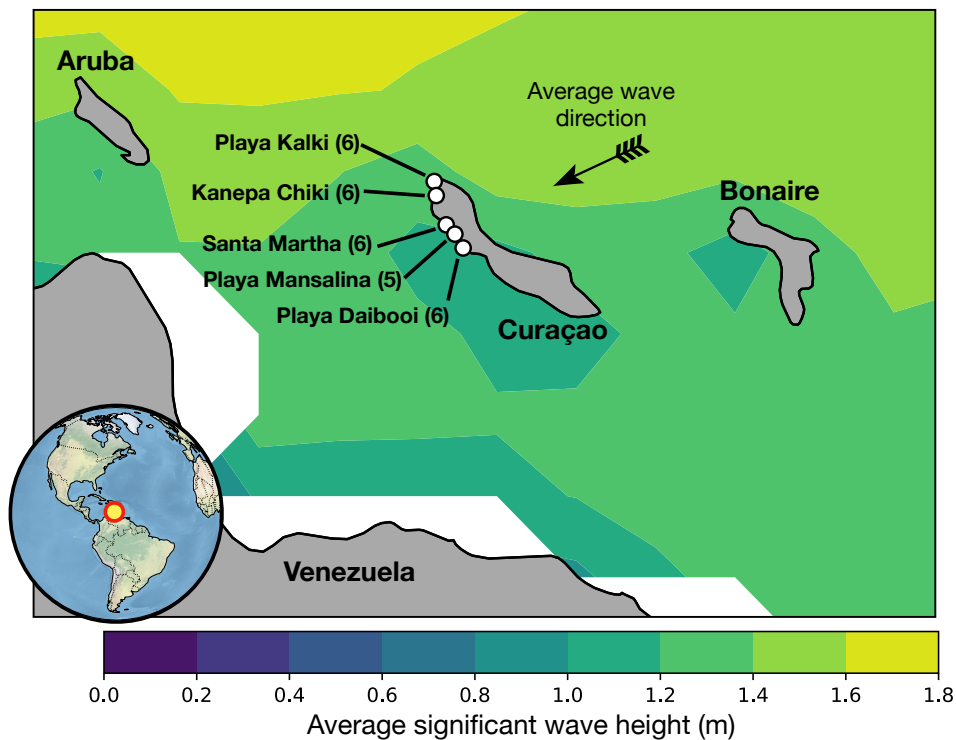 Aruba
Average wave
direction
Playa Kalki (6)
Kanepa Chiki (6)
Bonaire
Santa Martha (6)
Playa Mansalina (5)
Playa Daibooi (6)
Curaçao
Venezuela
0.0 0.2 0.4 0.6 0.8 1.0 1.2 1.4 1.6 1.8
Average significant wave height (m)